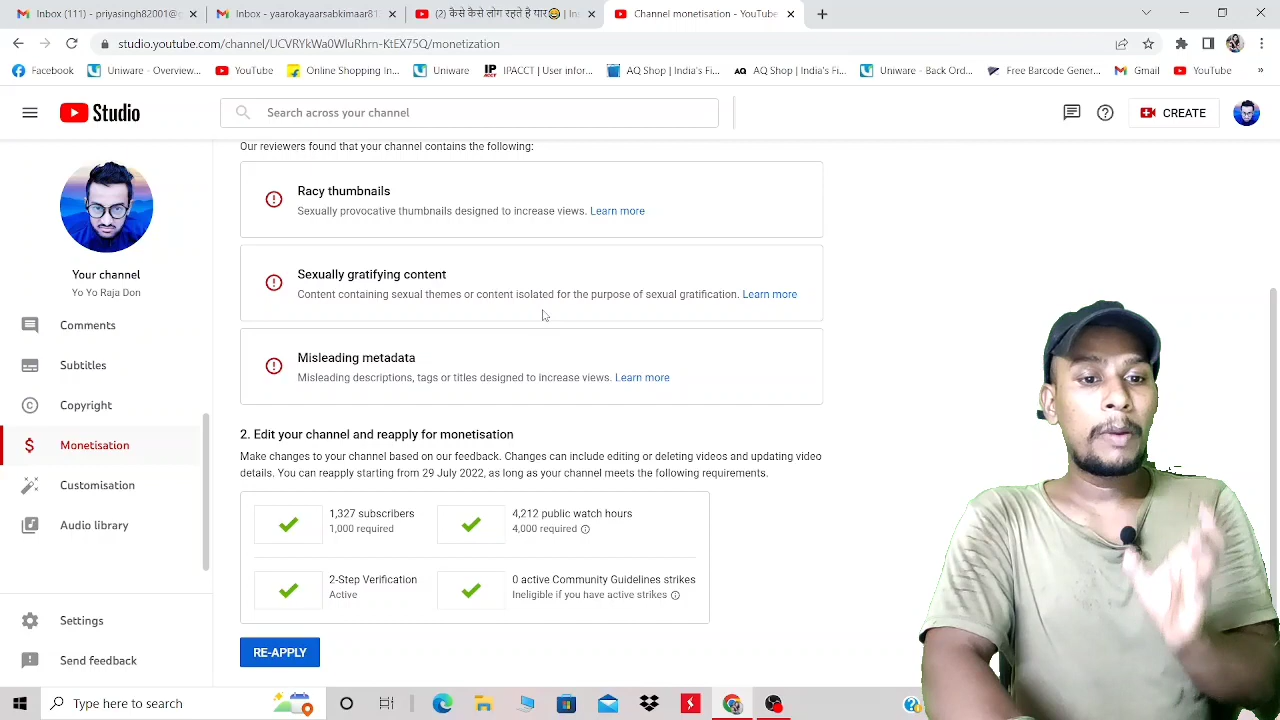 Inbox (111) - priyasingh82001@g
Inbox - yaarokayaarsabkimaar81
(2) कैसे कैसे लोग रहते है यार😄 | Ins
Channel monetisation - YouTube
studio.youtube.com/channel/UCVRYkWa0WluRhrn-KtEX75Q/monetization
Facebook
Uniware - Overview...
YouTube
Online Shopping In...
Uniware
IP IPACCT | User infor...
AQ Shop | India's Fi...
AQ AQ Shop | India's Fi...
Uniware - Back Ord...
Free Barcode Gener...
Gmail
YouTube
»
Studio
Search across your channel
CREATE
Our reviewers found that your channel contains the following:
Racy thumbnails
Sexually provocative thumbnails designed to increase views. Learn more
Sexually gratifying content
Content containing sexual themes or content isolated for the purpose of sexual gratification. Learn more
Misleading metadata
Misleading descriptions, tags or titles designed to increase views. Learn more
2. Edit your channel and reapply for monetisation
Make changes to your channel based on our feedback. Changes can include editing or deleting videos and updating video
details. You can reapply starting from 29 July 2022, as long as your channel meets the following requirements.
1,327 subscribers
1,000 required
4,212 public watch hours
4,000 required
2-Step Verification
Active
0 active Community Guidelines strikes
Ineligible if you have active strikes
RE-APPLY
Your channel
Yo Yo Raja Don
Comments
Subtitles
Copyright
Monetisation
Customisation
Audio library
Settings
Send feedback
Type here to search